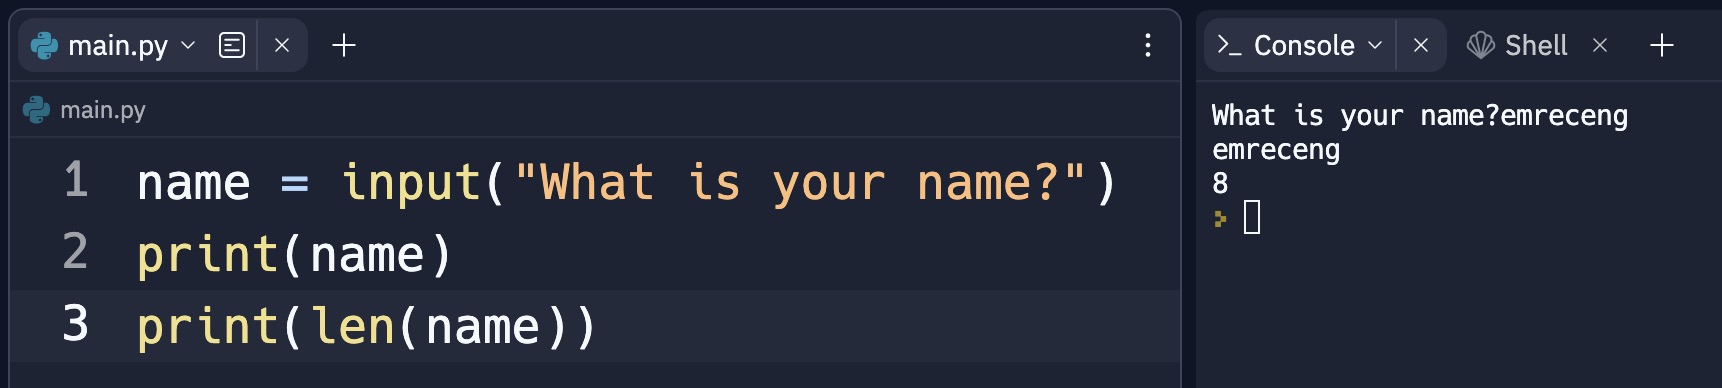 main.py
main.py
1 name = input("What is your name?")
2 print(name)
3 print(len(name))
Console Shell
What is your name?emreceng
emreceng
8